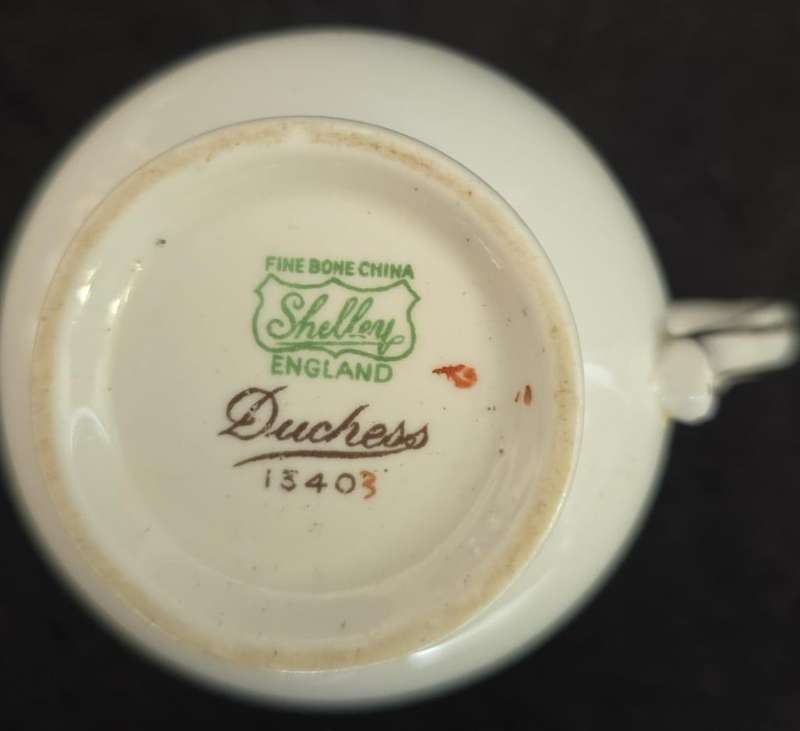 FINE BONE CHINA
Shelley
ENGLAND
Duchess
13403